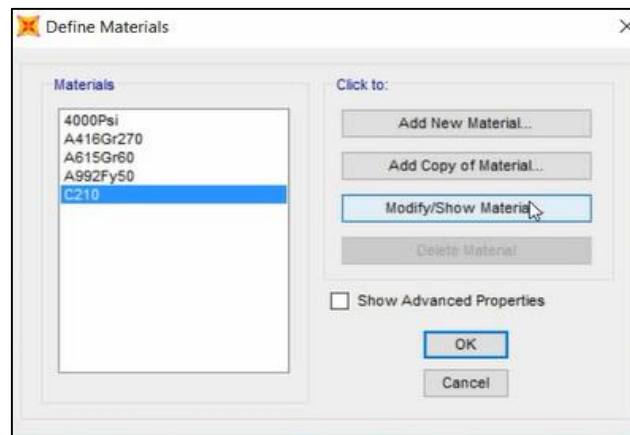 Define Materials
Materials
4000Psi
A416Gr270
A615Gr60
A992Fy50
C210
Click to:
Add New Material...
Add Copy of Material...
Modify/Show Materia
Delete Material
Show Advanced Properties
OK
Cancel